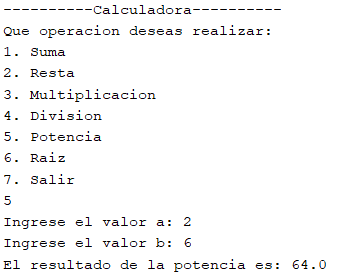 ----------Calculadora----------
Que operacion deseas realizar:
1. Suma
2. Resta
3. Multiplicacion
4. Division
5. Potencia
6. Raiz
7. Salir
5
Ingrese el valor a: 2
Ingrese el valor b: 6
El resultado de la potencia es: 64.0